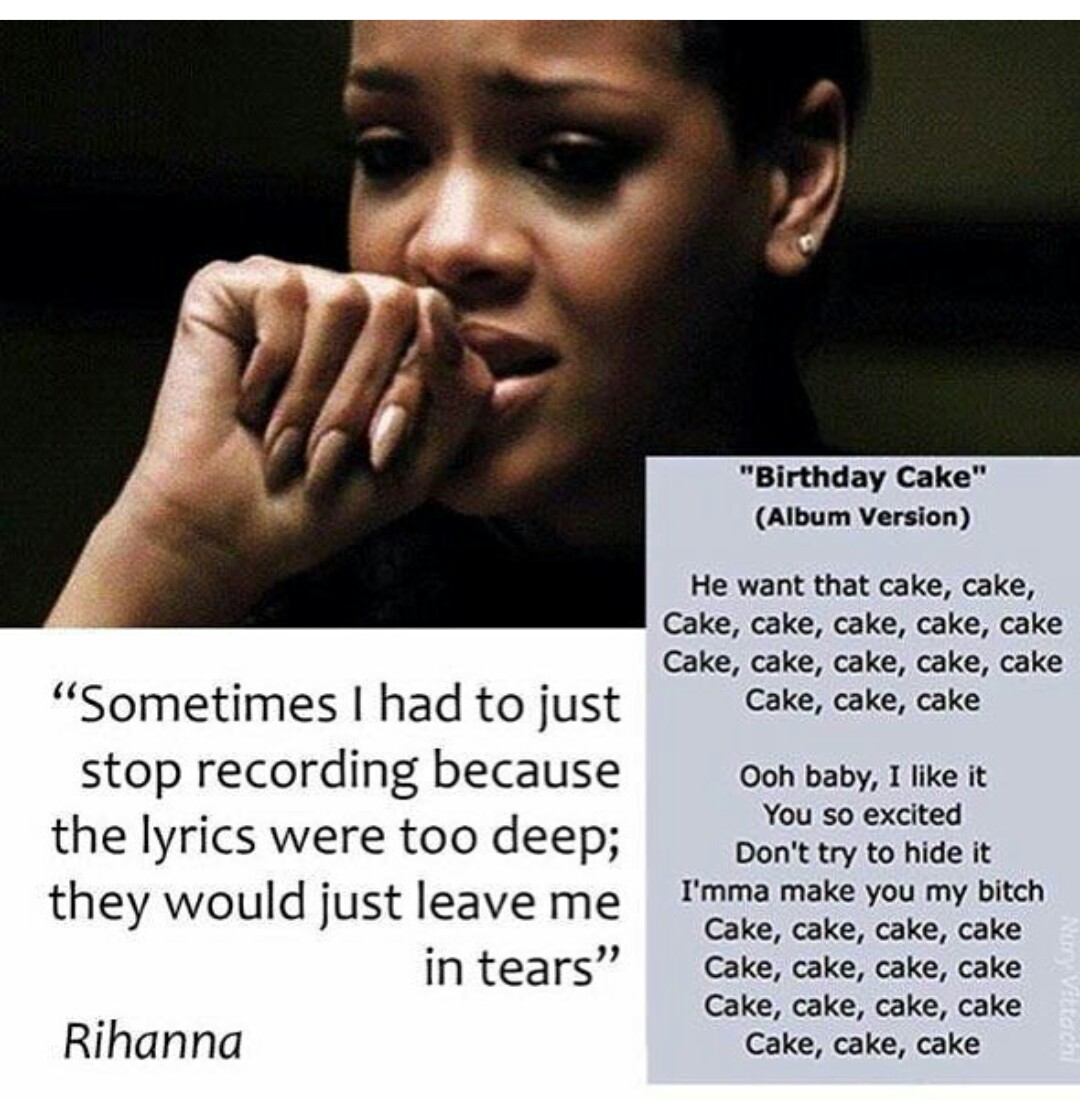 "Birthday Cake"
(Album Version)
He want that cake, cake,
Cake, cake, cake, cake, cake
Cake, cake, cake, cake, cake
Cake, cake, cake
Ooh baby, I like it
You so excited
Don't try to hide it
I'mma make you my bitch
Cake, cake, cake, cake
Cake, cake, cake, cake
Cake, cake, cake, cake
Cake, cake, cake
“Sometimes I had to just
stop recording because
the lyrics were too deep;
they would just leave me
in tears”
Rihanna
Nury Vittachi